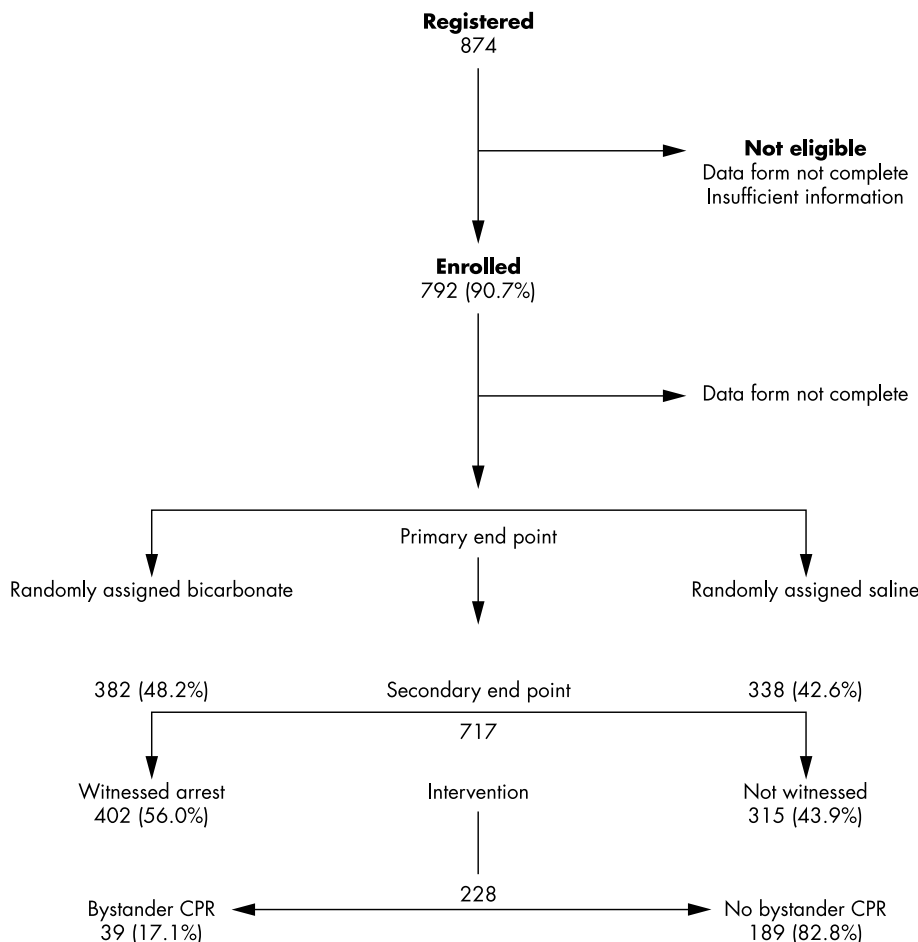 Registered
874
Not eligible
Data form not complete
Insufficient information
Enrolled
792 (90.7%)
Data form not complete
Primary end point
Randomly assigned bicarbonate
Randomly assigned saline
382 (48.2%)
Secondary end point
338 (42.6%)
717
Witnessed arrest
402 (56.0%)
Intervention
Not witnessed
315 (43.9%)
228
Bystander CPR
39 (17.1%)
No bystander CPR
189 (82.8%)